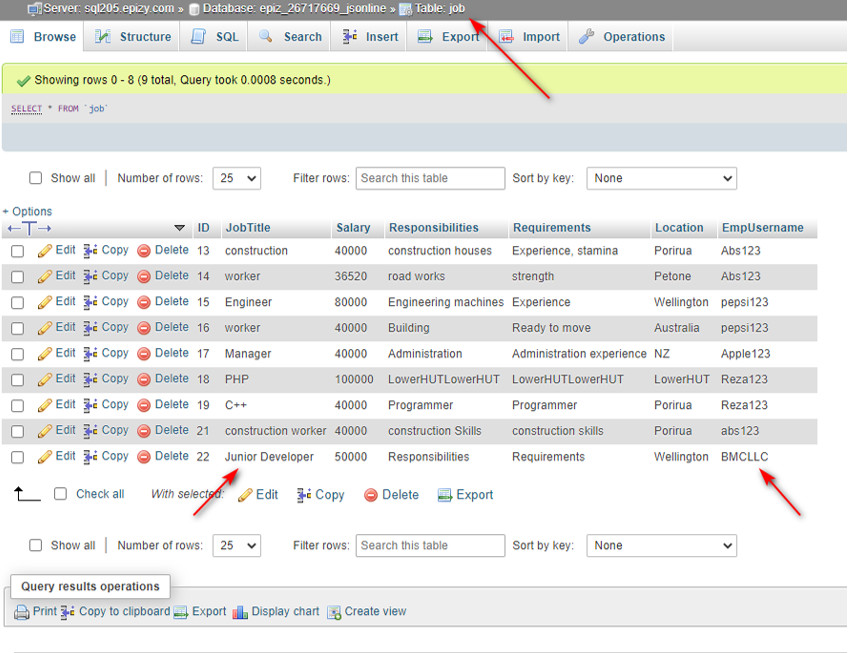 Server: sql205.epizy.com » Database: epiz_26717669_jsonline » Table: job
Browse Structure SQL Search Insert Export Import Operations
Showing rows 0 - 8 (9 total, Query took 0.0008 seconds.)
SELECT * FROM `job`
Show all Number of rows: 25 Filter rows: Search this table Sort by key: None
+ Options
ID JobTitle Salary Responsibilities Requirements Location EmpUsername
Edit Copy Delete 13 construction 40000 construction houses Experience, stamina Porirua Abs123
Edit Copy Delete 14 worker 36520 road works strength Petone Abs123
Edit Copy Delete 15 Engineer 80000 Engineering machines Experience Wellington pepsi123
Edit Copy Delete 16 worker 40000 Building Ready to move Australia pepsi123
Edit Copy Delete 17 Manager 40000 Administration Administration experience NZ Apple123
Edit Copy Delete 18 PHP 100000 LowerHUTLowerHUT LowerHUTLowerHUT LowerHUT Reza123
Edit Copy Delete 19 C++ 40000 Programmer Programmer Porirua Reza123
Edit Copy Delete 21 construction worker 40000 construction Skills construction skills Porirua abs123
Edit Copy Delete 22 Junior Developer 50000 Responsibilities Requirements Wellington BMCLLC
Check all With selected: Edit Copy Delete Export
Show all Number of rows: 25 Filter rows: Search this table Sort by key: None
Query results operations
Print Copy to clipboard Export Display chart Create view